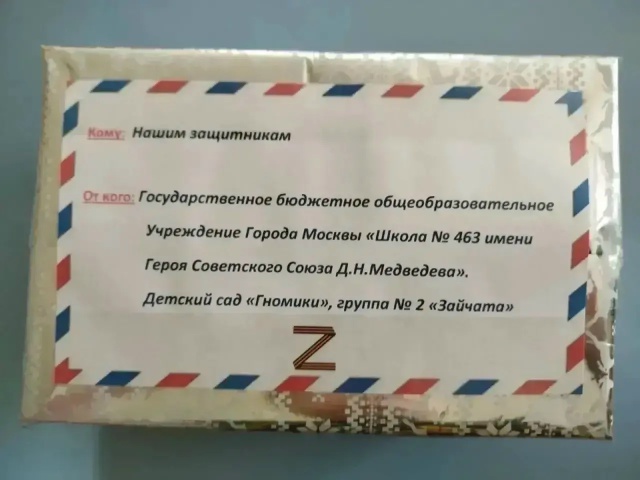 Кому: Нашим защитникам
От кого: Государственное бюджетное общеобразовательное
Учреждение Города Москвы «Школа № 463 имени
Героя Советского Союза Д.Н.Медведева».
Детский сад «Гномики», группа № 2 «Зайчата»
Z